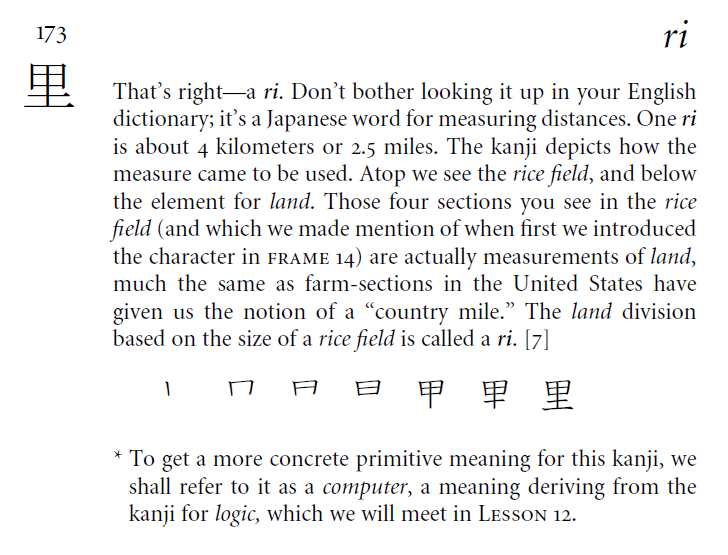 173 ri
里
That’s right—a ri. Don’t bother looking it up in your English
dictionary; it’s a Japanese word for measuring distances. One ri
is about 4 kilometers or 2.5 miles. The kanji depicts how the
measure came to be used. Atop we see the rice field, and below
the element for land. Those four sections you see in the rice
field (and which we made mention of when first we introduced
the character in FRAME 14) are actually measurements of land,
much the same as farm-sections in the United States have
given us the notion of a “country mile.” The land division
based on the size of a rice field is called a ri. [7]
丨 冂 日 甲 里
* To get a more concrete primitive meaning for this kanji, we
shall refer to it as a computer, a meaning deriving from the
kanji for logic, which we will meet in LESSON 12.